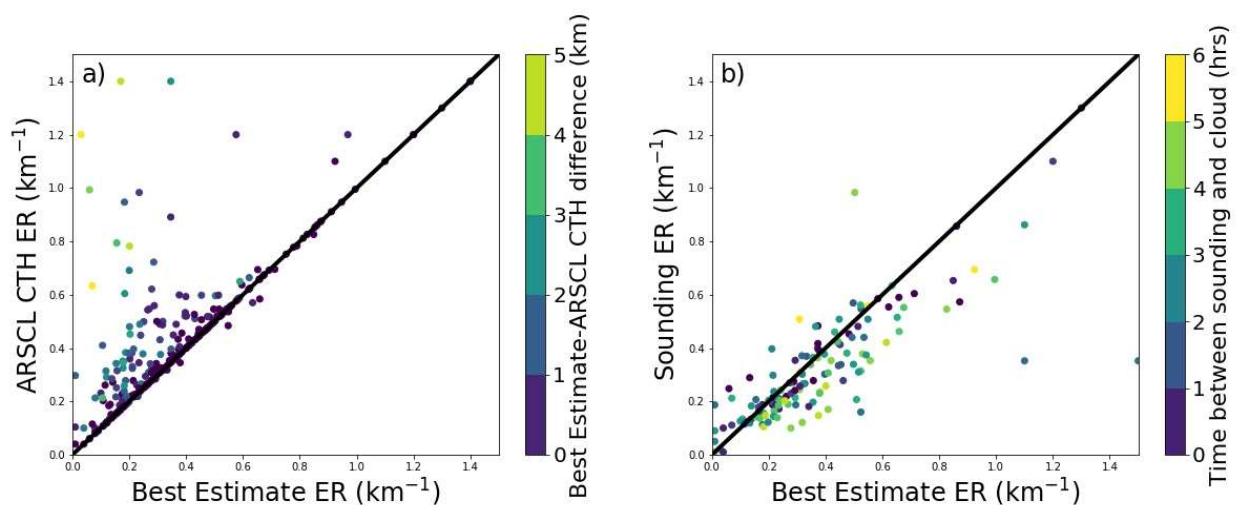 a)
ARSCL CTH ER (km⁻¹)
1.4
1.2
1.0
0.8
0.6
0.4
0.2
0.0
0.0 0.2 0.4 0.6 0.8 1.0 1.2 1.4
Best Estimate ER (km⁻¹)
5
4
3
2
1
0
Best Estimate-ARSCL CTH difference (km)
b)
Sounding ER (km⁻¹)
1.4
1.2
1.0
0.8
0.6
0.4
0.2
0.0
0.0 0.2 0.4 0.6 0.8 1.0 1.2 1.4
Best Estimate ER (km⁻¹)
6
5
4
3
2
1
0
Time between sounding and cloud (hrs)